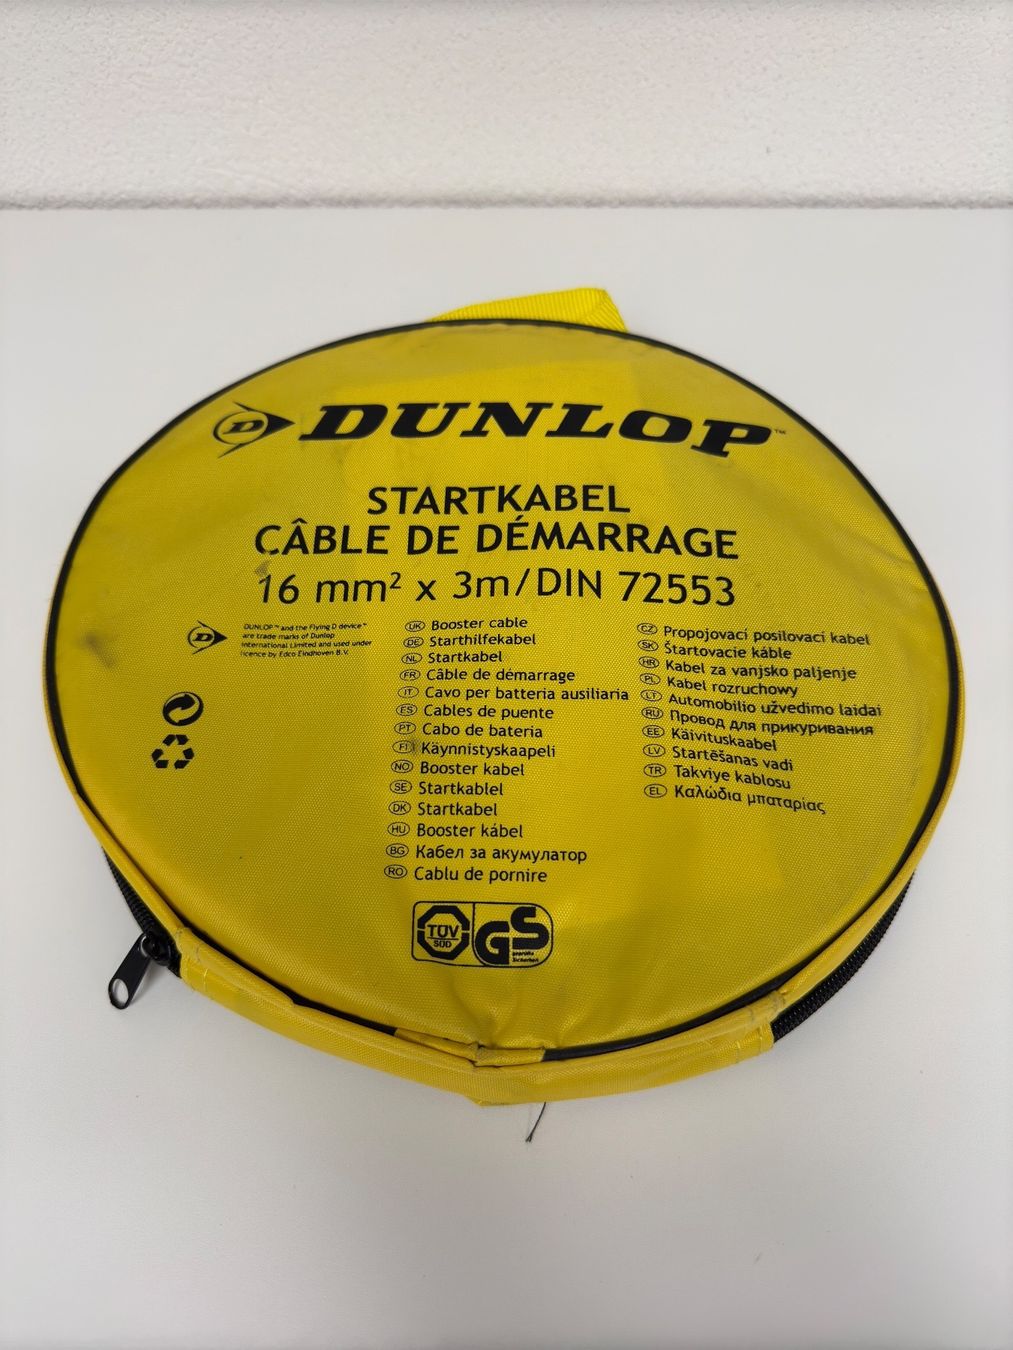 D DUNLOP™
STARTKABEL
CÂBLE DE DÉMARRAGE
16 mm² x 3m/DIN 72553
D
DUNLOP™ and the Flying D device™
are trade marks of Dunlop
International Limited and used under
licence by Edco Eindhoven B.V.
UK Booster cable
DE Starthilfekabel
NL Startkabel
FR Câble de démarrage
IT Cavo per batteria ausiliaria
ES Cables de puente
PT Cabo de bateria
FI Käynnistyskaapeli
NO Booster kabel
SE Startkablel
DK Startkabel
HU Booster kábel
BG Кабел за акумулатор
RO Cablu de pornire
CZ Propojovací posilovací kabel
SK Štartovacie káble
HR Kabel za vanjsko paljenje
PL Kabel rozruchowy
LT Automobilio užvedimo laidai
RU Провод для прикуривания
EE Käivituskaabel
LV Startēšanas vadi
TR Takviye kablosu
EL Καλώδια μπαταρίας
TÜV
SÜD
GS
geprüfte
Sicherheit